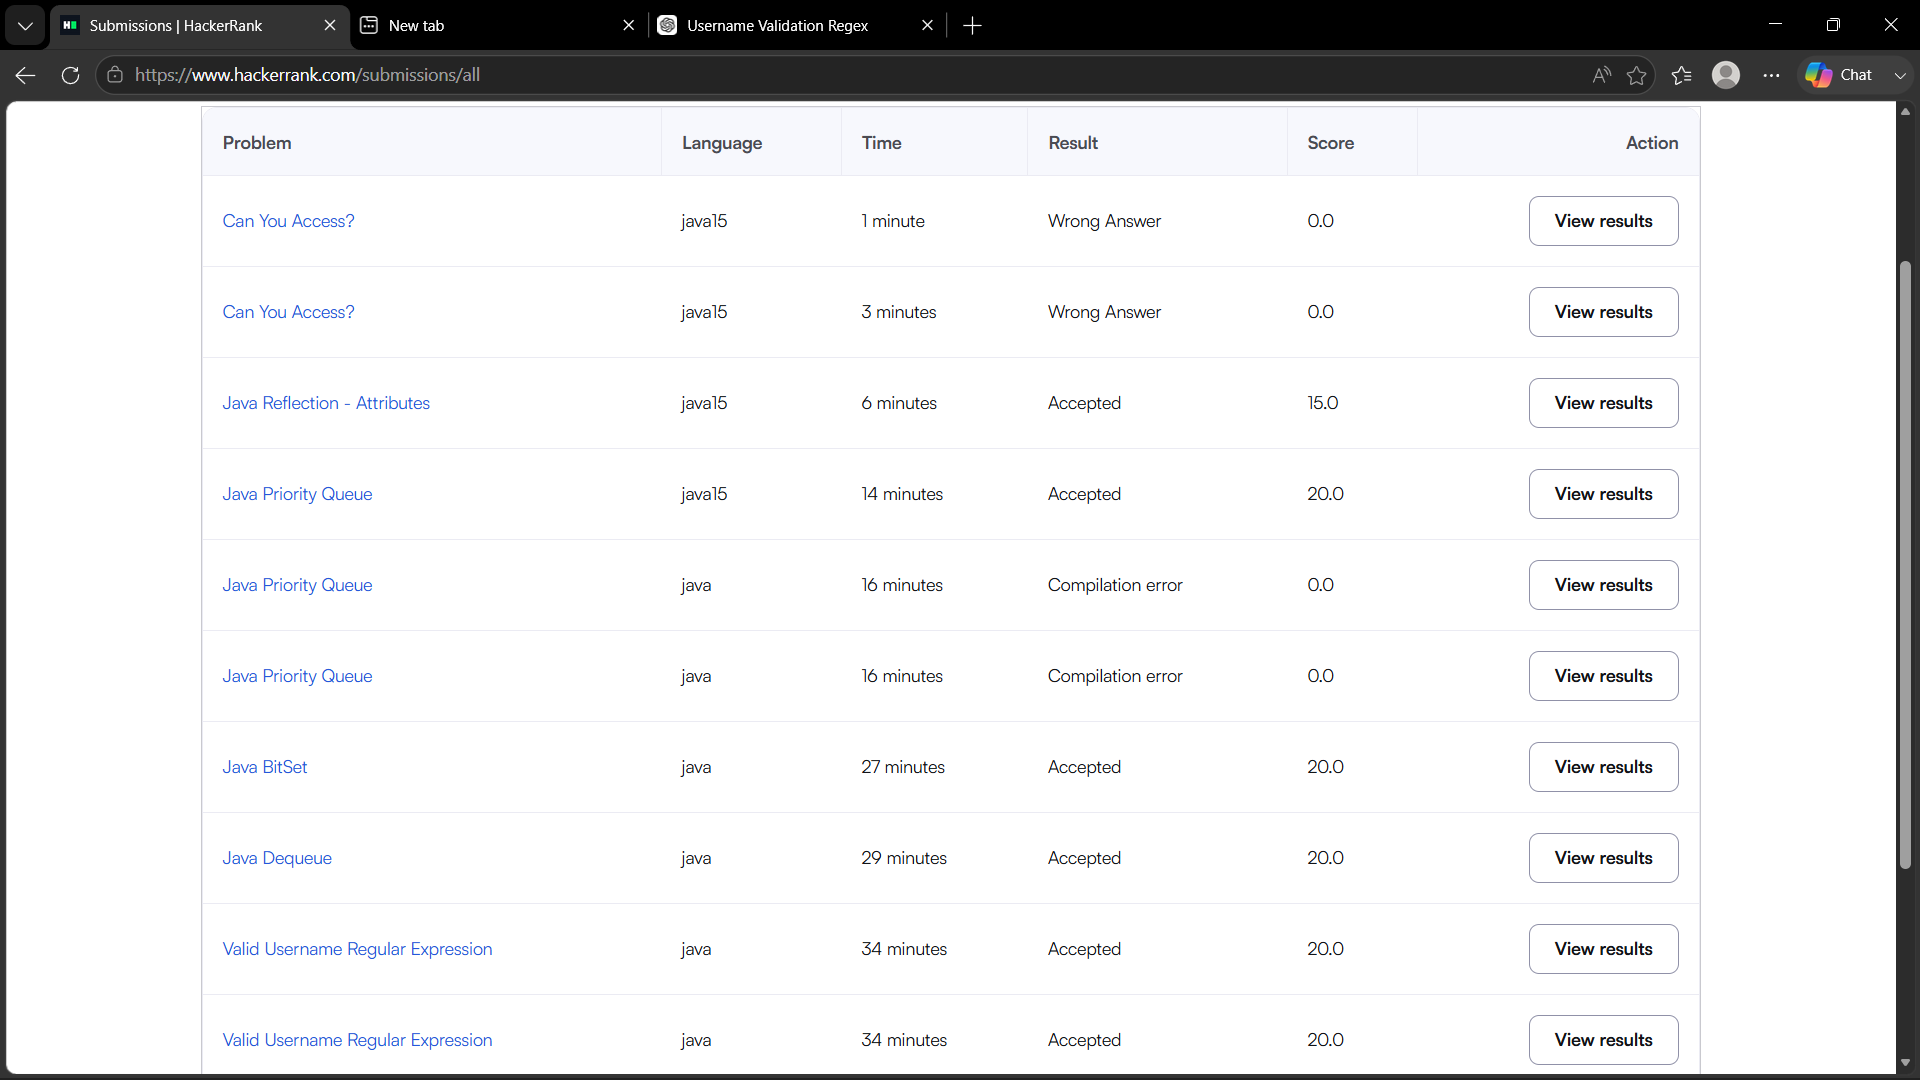 Submissions | HackerRank
New tab
Username Validation Regex
https://www.hackerrank.com/submissions/all
Chat
Problem Language Time Result Score Action
Can You Access? java15 1 minute Wrong Answer 0.0 View results
Can You Access? java15 3 minutes Wrong Answer 0.0 View results
Java Reflection - Attributes java15 6 minutes Accepted 15.0 View results
Java Priority Queue java15 14 minutes Accepted 20.0 View results
Java Priority Queue java 16 minutes Compilation error 0.0 View results
Java Priority Queue java 16 minutes Compilation error 0.0 View results
Java BitSet java 27 minutes Accepted 20.0 View results
Java Dequeue java 29 minutes Accepted 20.0 View results
Valid Username Regular Expression java 34 minutes Accepted 20.0 View results
Valid Username Regular Expression java 34 minutes Accepted 20.0 View results